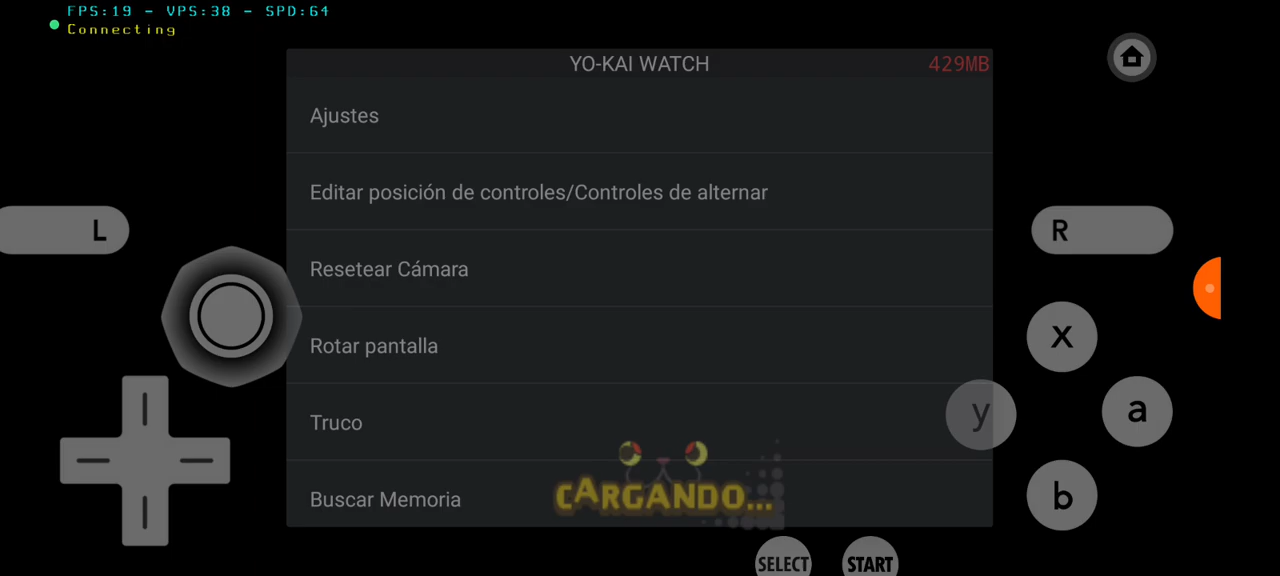 FPS:19 - VPS:38 - SPD:64
Connecting
YO-KAI WATCH 429MB
Ajustes
Editar posición de controles/Controles de alternar
L
R
Resetear Cámara
Rotar pantalla
X
y
a
Truco
Buscar Memoria
CARGANDO...
b
SELECT
START